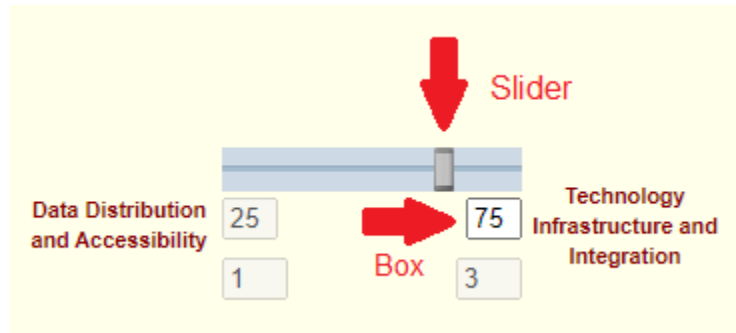 Slider
Data Distribution
and Accessibility
25
75
Technology
Infrastructure and
Integration
Box
1
3